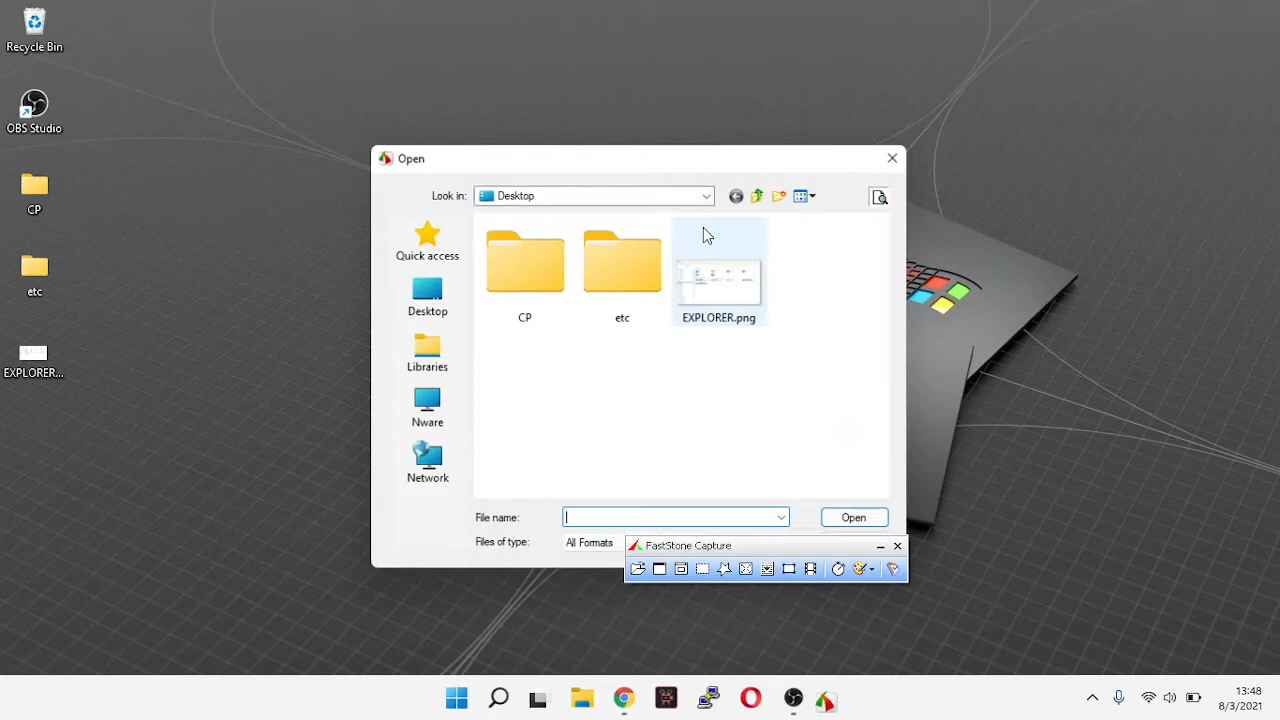 Recycle Bin
OBS Studio
CP
etc
EXPLORER...
Open
Look in:
Desktop
Quick access
Desktop
Libraries
Nware
Network
CP
etc
EXPLORER.png
File name:
Open
Files of type:
All Formats
FastStone Capture
13:48
8/3/2021